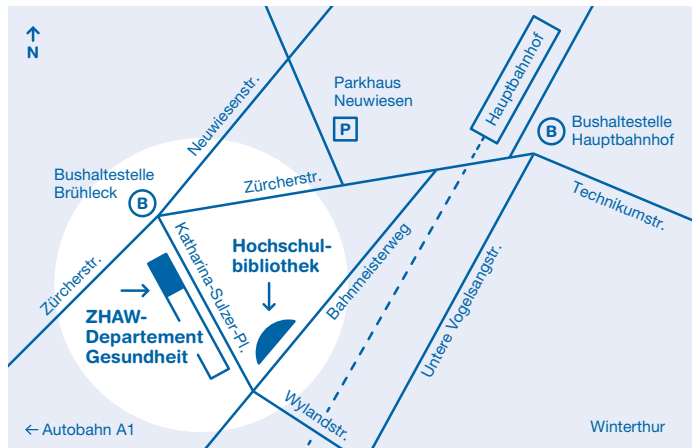 N
Neuwiesenstr.
Parkhaus
Neuwiesen
P
Hauptbahnhof
B
Bushaltestelle
Hauptbahnhof
Bushaltestelle
Brühleck
B
Zürcherstr.
Technikumstr.
Zürcherstr.
Katharina-Sulzer-Pl.
Hochschul-
bibliothek
Bahnmeisterweg
Untere Vogelsangstr.
ZHAW-
Departement
Gesundheit
Wylandstr.
← Autobahn A1
Winterthur